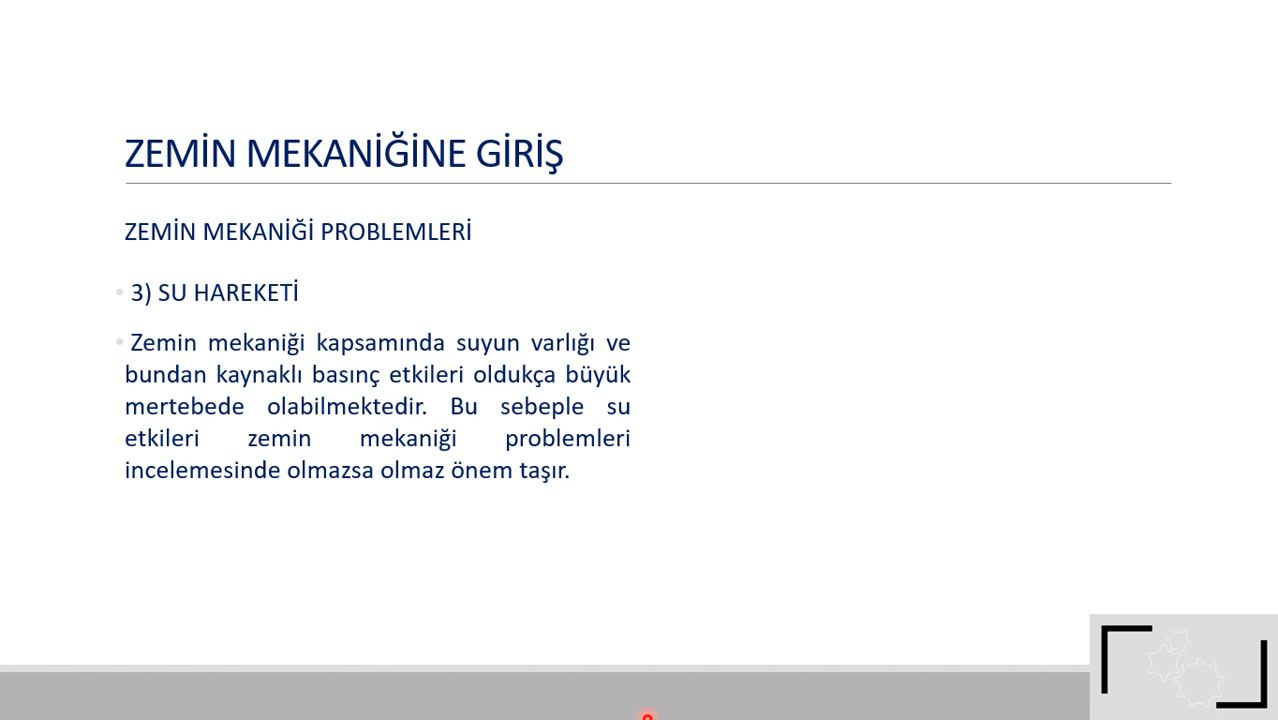 ZEMİN MEKANİĞİNE GİRİŞ
ZEMİN MEKANİĞİ PROBLEMLERİ
• 3) SU HAREKETİ
• Zemin mekaniği kapsamında suyun varlığı ve
bundan kaynaklı basınç etkileri oldukça büyük
mertebede olabilmektedir. Bu sebeple su
etkileri zemin mekaniği problemleri
incelemesinde olmazsa olmaz önem taşır.